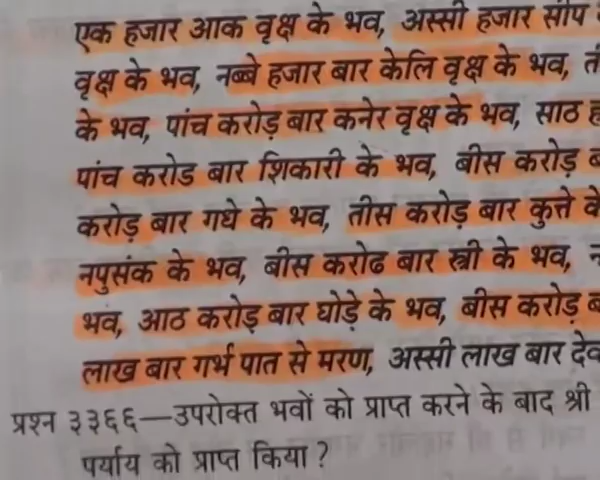 एक हजार आक वृक्ष के भव, अस्सी हजार सीप
वृक्ष के भव, नब्बे हजार बार केलि वृक्ष के भव,
के भव, पांच करोड़ बार कनेर वृक्ष के भव, साठ
पांच करोड बार शिकारी के भव, बीस करोड़
करोड़ बार गधे के भव, तीस करोड़ बार कुत्ते के
नपुसंक के भव, बीस करोढ बार स्त्री के भव,
भव, आठ करोड़ बार घोड़े के भव, बीस करोड़
लाख बार गर्भ पात से मरण, अस्सी लाख बार देव
प्रश्न ३३६६—उपरोक्त भवों को प्राप्त करने के बाद श्री
पर्याय को प्राप्त किया ?